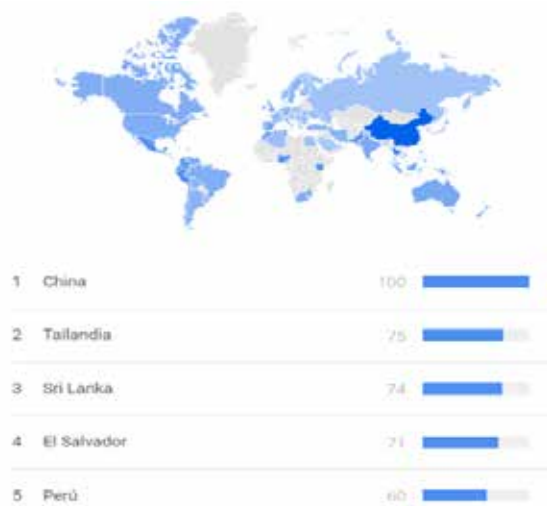 1 China 100
2 Tailandia 75
3 Sri Lanka 74
4 El Salvador 71
5 Perú 60